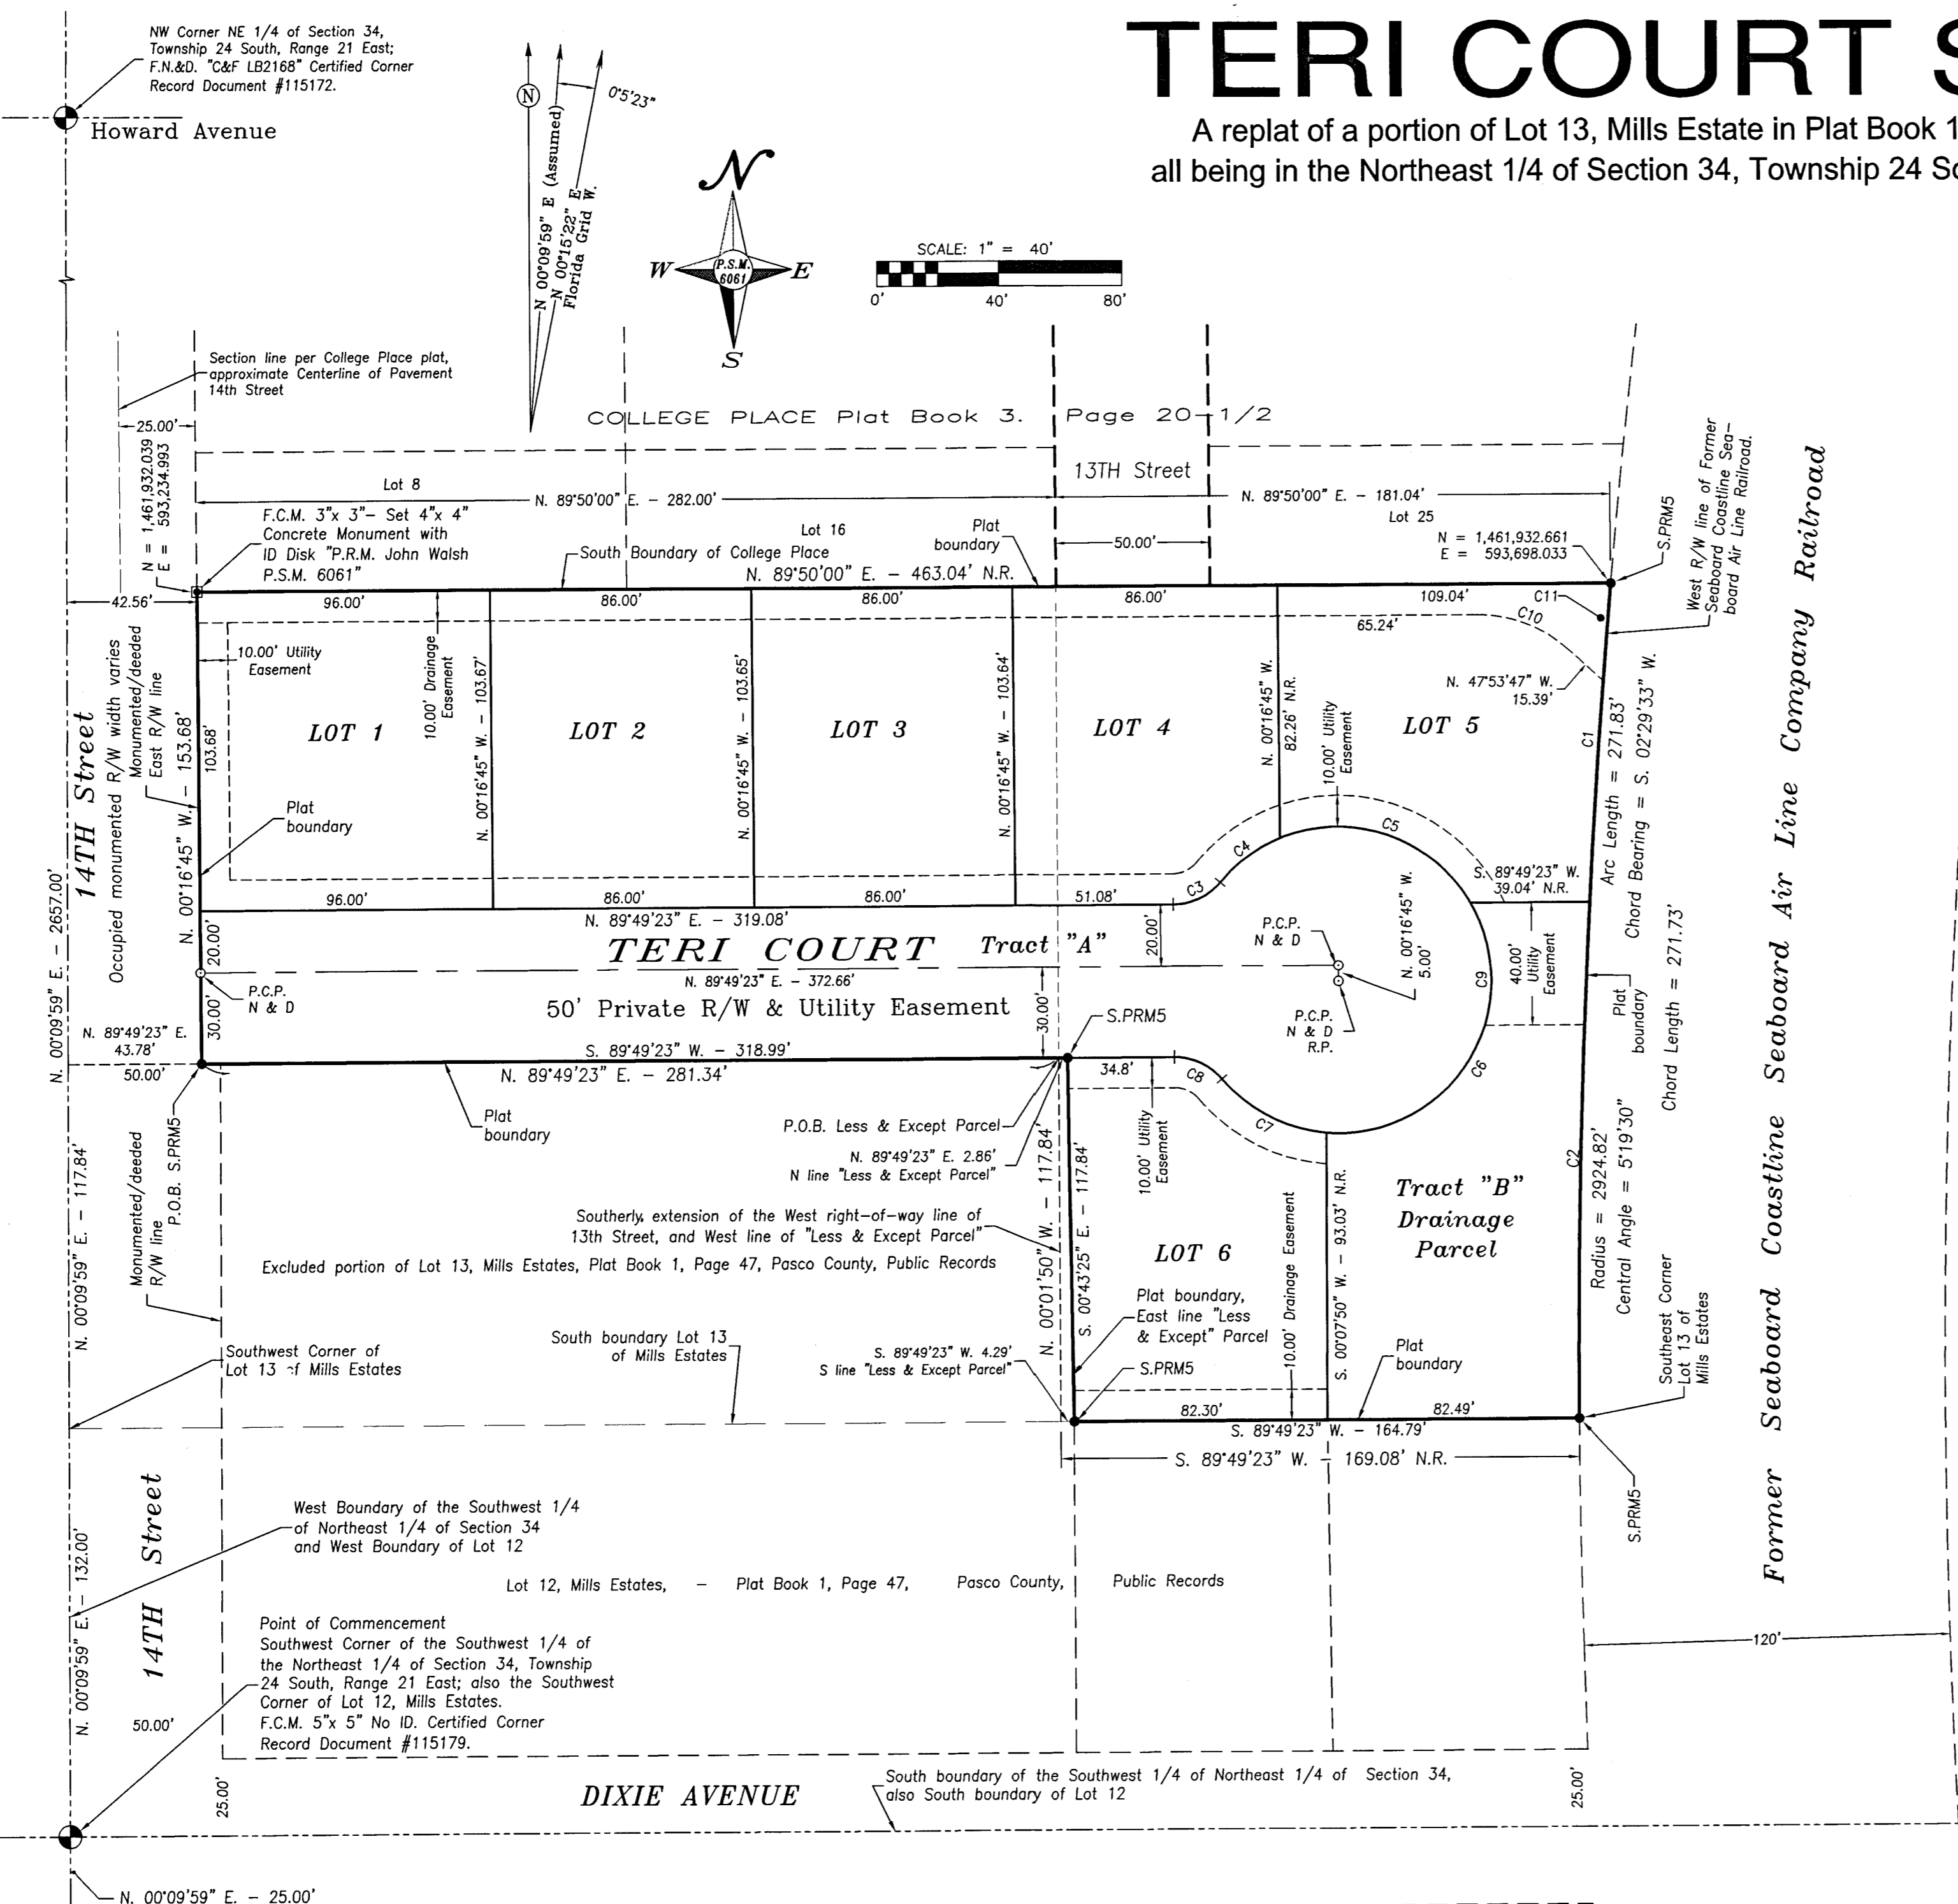 TERI COURT S
A replat of a portion of Lot 13, Mills Estate in Plat Book 1
all being in the Northeast 1/4 of Section 34, Township 24 So
NW Corner NE 1/4 of Section 34,
Township 24 South, Range 21 East;
F.N.&D. "C&F LB2168" Certified Corner
Record Document #115172.
Howard Avenue
N
0°5'23"
N 00°09'59" E (Assumed)
N 00°15'22" E
Florida Grid W.
N
W
E
S
P.S.M.
6061
SCALE: 1" = 40'
0'
40'
80'
Section line per College Place plat,
approximate Centerline of Pavement
14th Street
25.00'
N = 1,461,932.039
E = 593,234.993
COLLEGE PLACE Plat Book 3. Page 20-1/2
13TH Street
Lot 8
N. 89°50'00" E. - 282.00'
N. 89°50'00" E. - 181.04'
Lot 25
F.C.M. 3"x 3"- Set 4"x 4"
Concrete Monument with
ID Disk "P.R.M. John Walsh
P.S.M. 6061"
Lot 16
Plat
boundary
50.00'
N = 1,461,932.661
E = 593,698.033
S.PRM5
South Boundary of College Place
N. 89°50'00" E. - 463.04' N.R.
West R/W line of Former
Seaboard Coastline Sea-
board Air Line Railroad.
42.56'
96.00'
86.00'
86.00'
86.00'
109.04'
C11
C10
65.24'
N. 47°53'47" W.
15.39'
10.00' Utility
Easement
10.00' Drainage
Easement
N. 00°16'45" W. - 103.67'
N. 00°16'45" W. - 103.65'
N. 00°16'45" W. - 103.64'
N. 00°16'45" W.
82.26' N.R.
10.00' Utility
Easement
LOT 1
LOT 2
LOT 3
LOT 4
LOT 5
14TH Street
Occupied monumented R/W width varies
Monumented/deeded
East R/W line
N. 00°16'45" W. - 153.68'
103.68'
Plat
boundary
C1
Arc Length = 271.83'
Chord Bearing = S. 02°29'33" W.
Chord Length = 271.73'
Former Seaboard Coastline Seaboard Air Line Company Railroad
C3
C4
C5
S. 89°49'23" W.
39.04' N.R.
96.00'
86.00'
86.00'
51.08'
N. 89°49'23" E. - 319.08'
20.00'
20.00'
TERI COURT Tract "A"
N. 89°49'23" E. - 372.66'
50' Private R/W & Utility Easement
30.00'
30.00'
P.C.P.
N & D
P.C.P.
N & D
N. 00°16'45" W.
5.00'
P.C.P.
N & D
R.P.
C9
40.00'
Utility
Easement
Plat
boundary
N. 00°09'59" E. - 2657.00'
N. 89°49'23" E.
43.78'
50.00'
S. 89°49'23" W. - 318.99'
N. 89°49'23" E. - 281.34'
S.PRM5
34.8'
C8
C7
C6
C2
Plat
boundary
P.O.B. S.PRM5
Monumented/deeded
R/W line
N. 00°09'59" E. - 117.84'
P.O.B. Less & Except Parcel
N. 89°49'23" E. 2.86'
N line "Less & Except Parcel"
N. 00°01'50" W. - 117.84'
S. 00°43'25" E. - 117.84'
10.00' Utility
Easement
Southerly, extension of the West right-of-way line of
13th Street, and West line of "Less & Except Parcel"
Excluded portion of Lot 13, Mills Estates, Plat Book 1, Page 47, Pasco County, Public Records
LOT 6
10.00' Drainage Easement
S. 00°07'50" W. - 93.03' N.R.
Tract "B"
Drainage
Parcel
Radius = 2924.82'
Central Angle = 5°19'30"
Plat boundary,
East line "Less
& Except" Parcel
Plat
boundary
Southeast Corner
Lot 13 of
Mills Estates
Southwest Corner of
Lot 13 of Mills Estates
South boundary Lot 13
of Mills Estates
S. 89°49'23" W. 4.29'
S line "Less & Except Parcel"
S.PRM5
82.30'
82.49'
S. 89°49'23" W. - 164.79'
S. 89°49'23" W. - 169.08' N.R.
S.PRM5
West Boundary of the Southwest 1/4
of Northeast 1/4 of Section 34
and West Boundary of Lot 12
N. 00°09'59" E. - 132.00'
14TH Street
Lot 12, Mills Estates, - Plat Book 1, Page 47, Pasco County, Public Records
Point of Commencement
Southwest Corner of the Southwest 1/4 of
the Northeast 1/4 of Section 34, Township
24 South, Range 21 East; also the Southwest
Corner of Lot 12, Mills Estates.
F.C.M. 5"x 5" No ID. Certified Corner
Record Document #115179.
50.00'
120'
25.00'
DIXIE AVENUE
South boundary of the Southwest 1/4 of Northeast 1/4 of Section 34,
also South boundary of Lot 12
25.00'
N. 00°09'59" E. - 25.00'